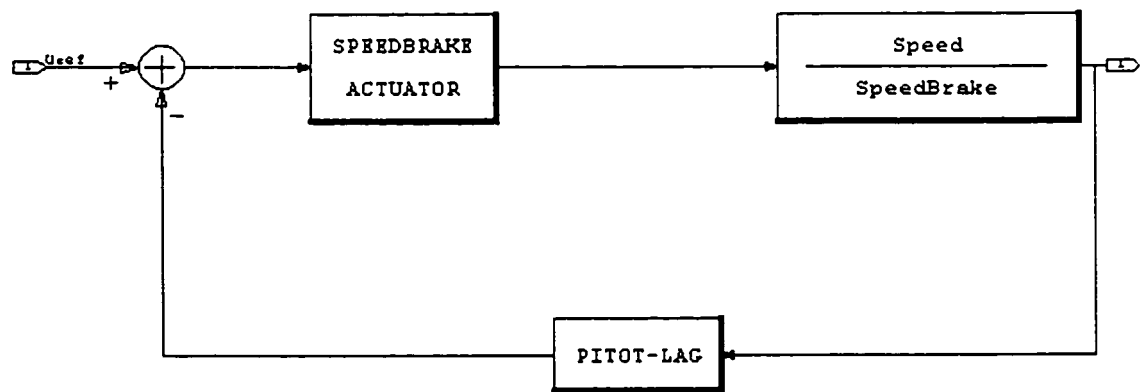 1
Uref
+
−
SPEEDBRAKE
ACTUATOR
Speed
SpeedBrake
1
PITOT-LAG